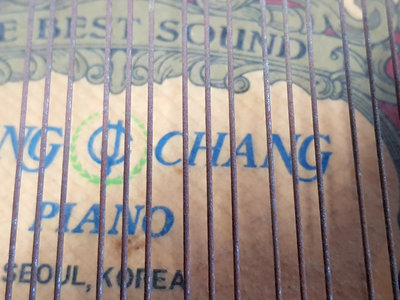 E BEST SOUND
NG CHANG
PIANO
SEOUL, KOREA